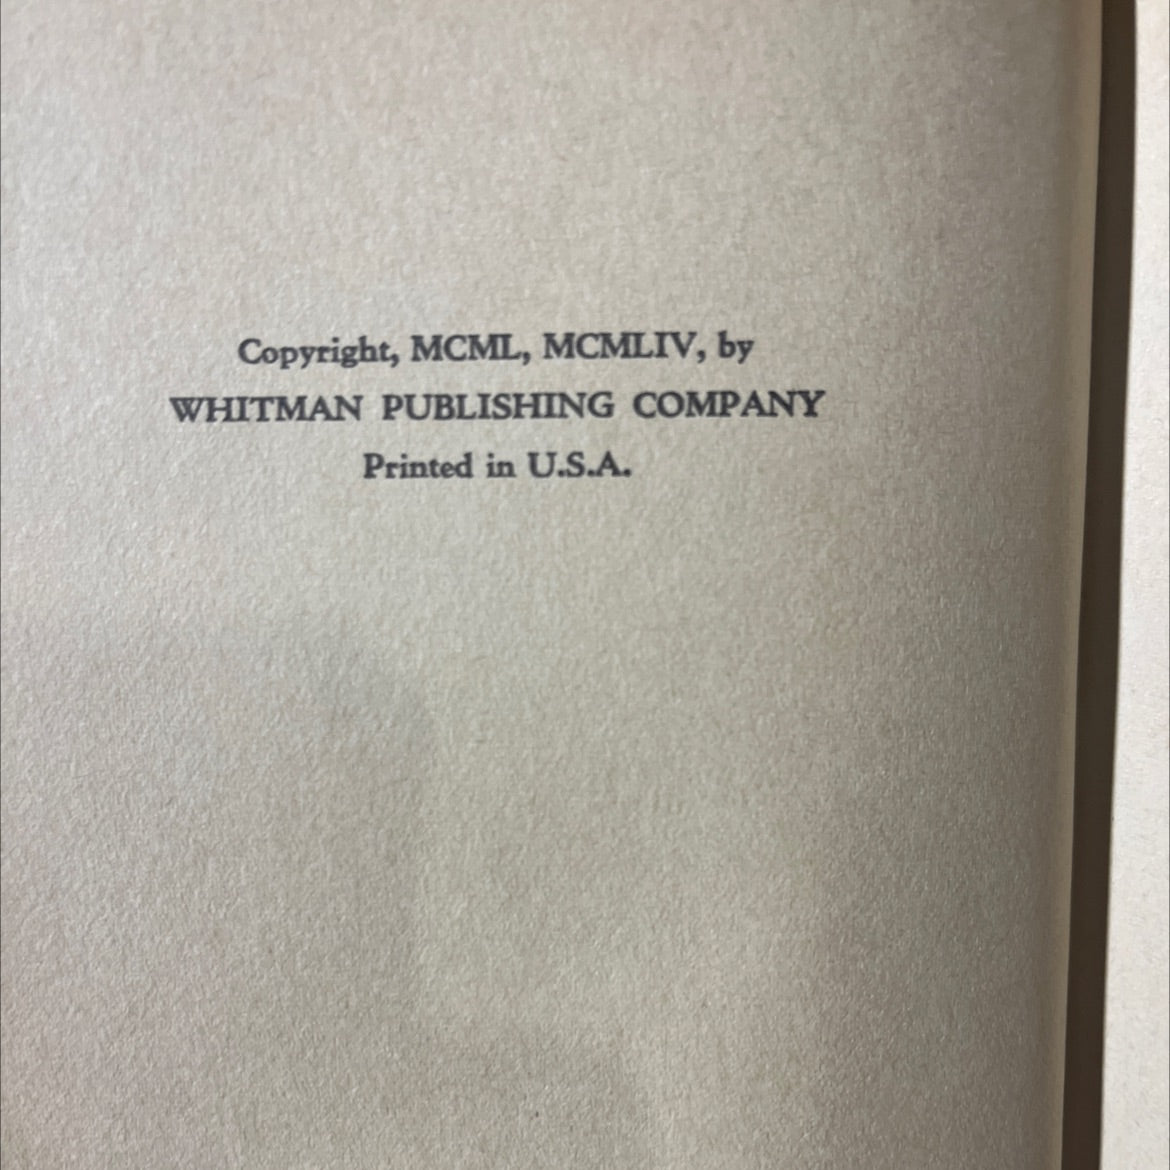 Copyright, MCML, MCMLIV, by
WHITMAN PUBLISHING COMPANY
Printed in U.S.A.